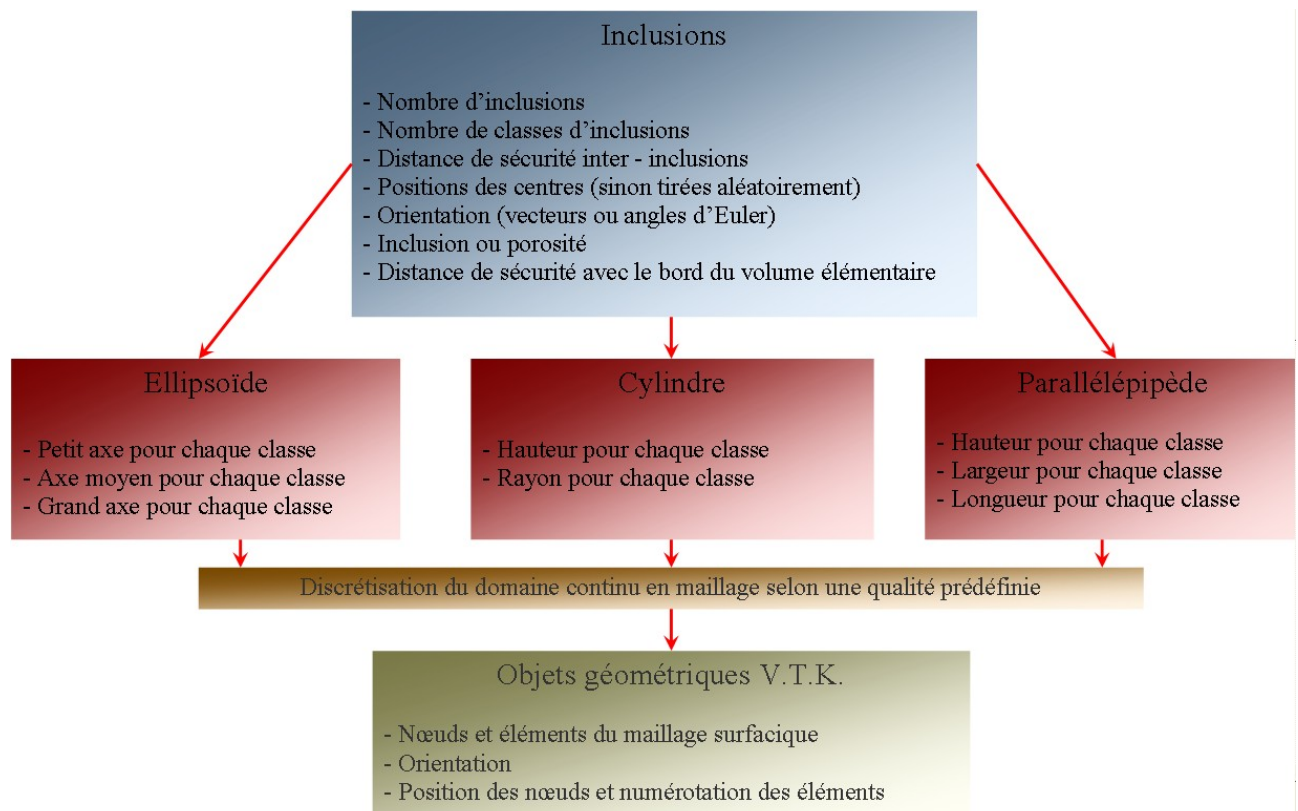 Inclusions
- Nombre d'inclusions
- Nombre de classes d'inclusions
- Distance de sécurité inter - inclusions
- Positions des centres (sinon tirées aléatoirement)
- Orientation (vecteurs ou angles d'Euler)
- Inclusion ou porosité
- Distance de sécurité avec le bord du volume élémentaire
Ellipsoïde
- Petit axe pour chaque classe
- Axe moyen pour chaque classe
- Grand axe pour chaque classe
Cylindre
- Hauteur pour chaque classe
- Rayon pour chaque classe
Parallélépipède
- Hauteur pour chaque classe
- Largeur pour chaque classe
- Longueur pour chaque classe
Discrétisation du domaine continu en maillage selon une qualité prédéfinie
Objets géométriques V.T.K.
- Nœuds et éléments du maillage surfacique
- Orientation
- Position des nœuds et numérotation des éléments